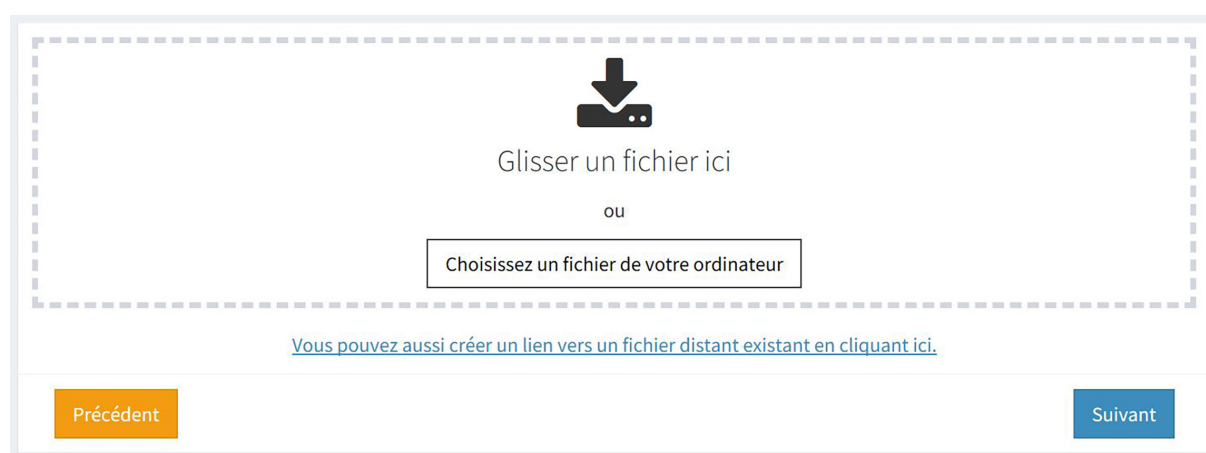 Glisser un fichier ici
ou
Choisissez un fichier de votre ordinateur
Vous pouvez aussi créer un lien vers un fichier distant existant en cliquant ici.
Précédent
Suivant